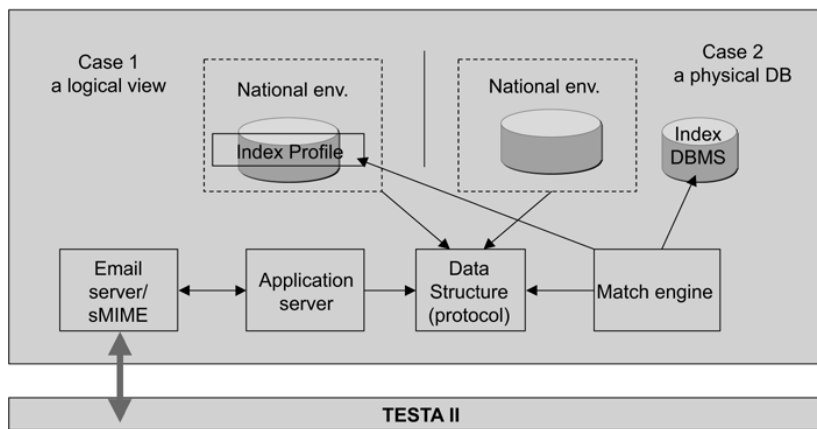 Case 1
a logical view
National env.
Index Profile
National env.
Case 2
a physical DB
Index
DBMS
Email
server/
sMIME
Application
server
Data
Structure
(protocol)
Match engine
TESTA II